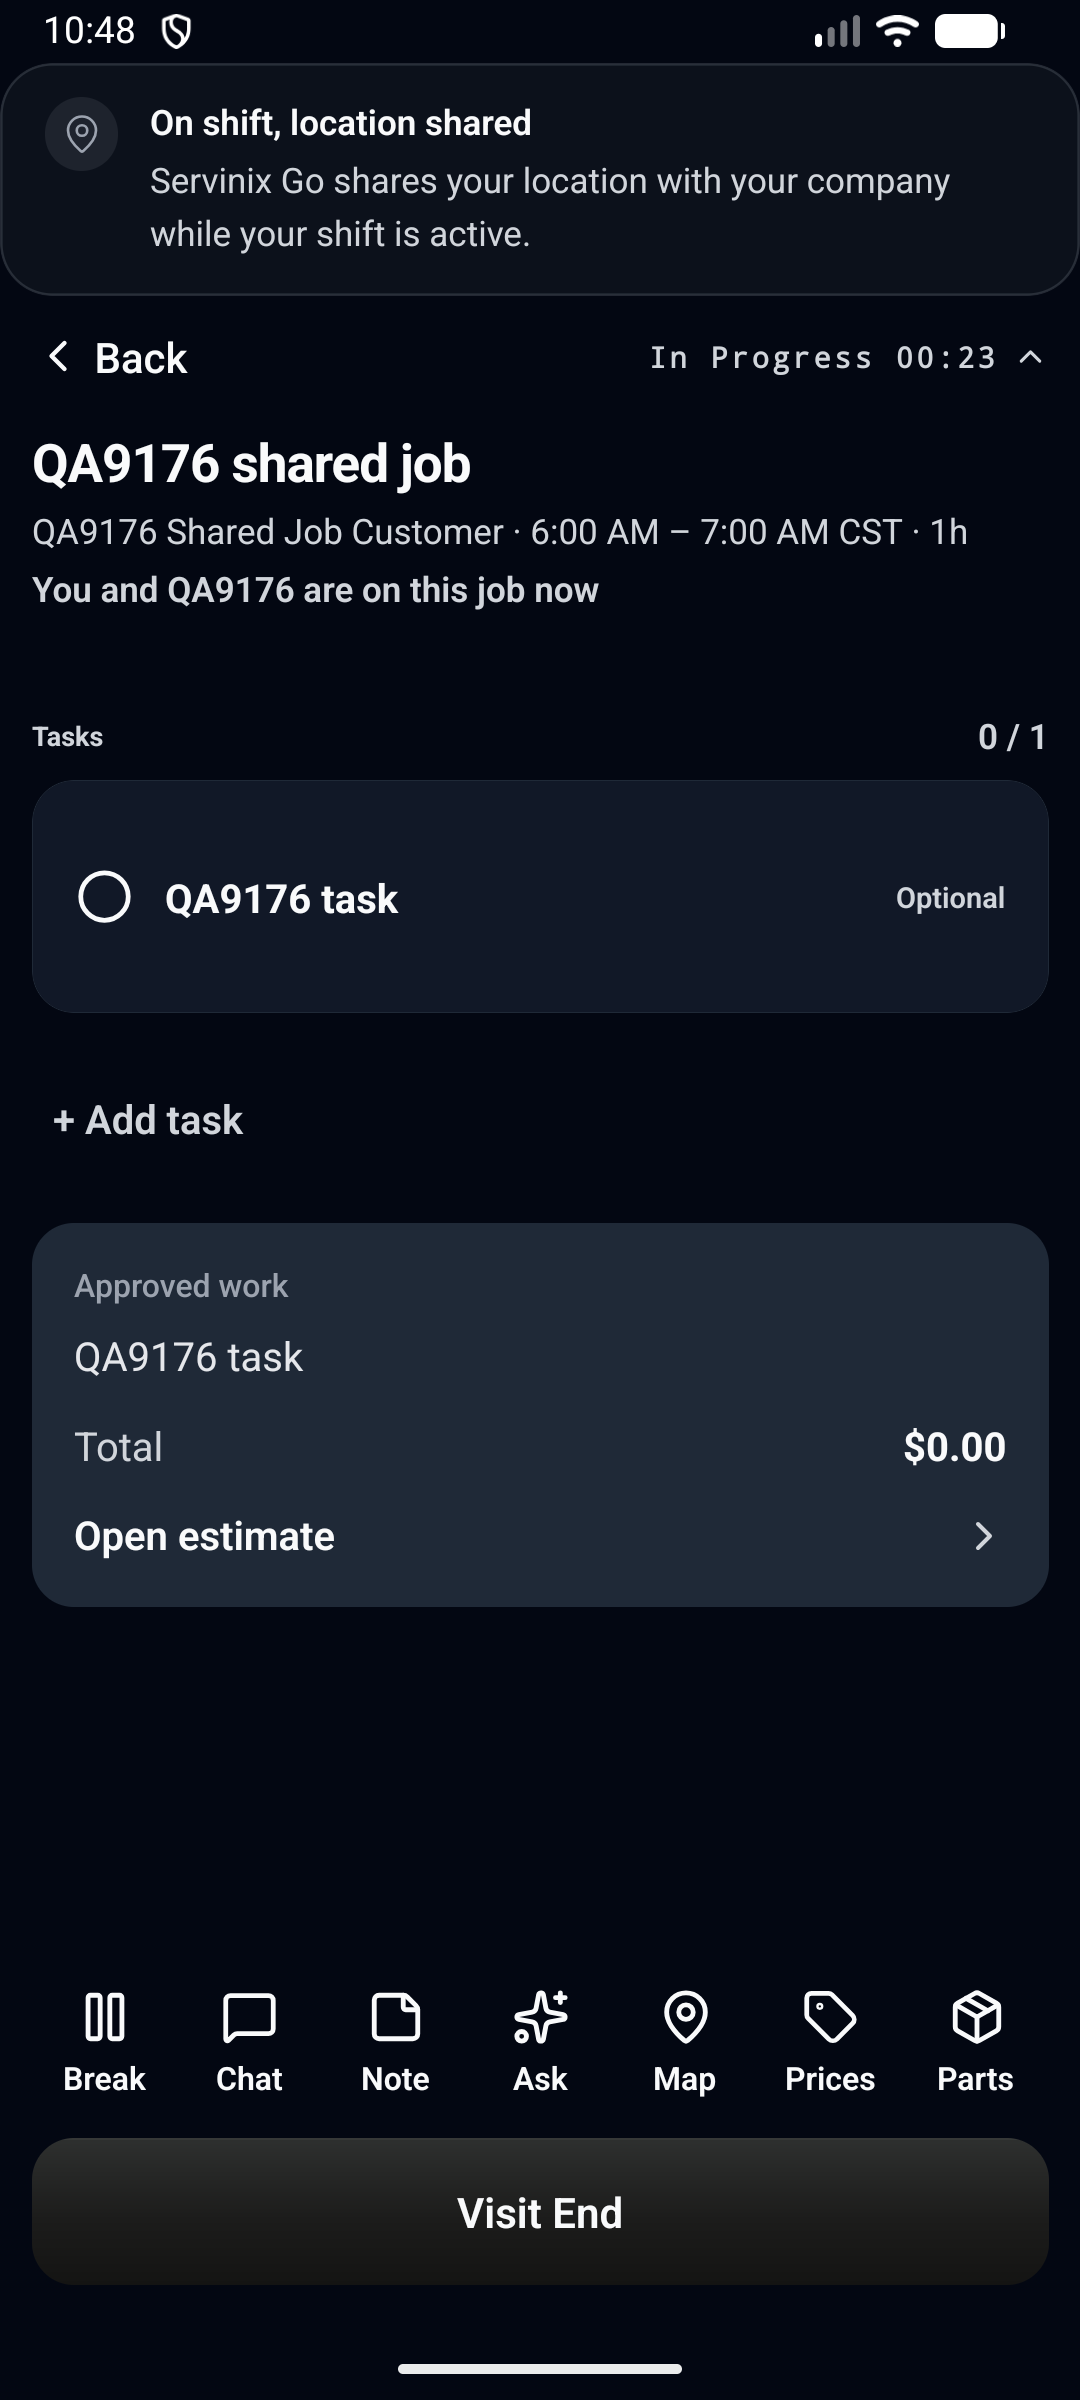 10:48
On shift, location shared
Servinix Go shares your location with your company
while your shift is active.
Back
In Progress 00:23
QA9176 shared job
QA9176 Shared Job Customer · 6:00 AM – 7:00 AM CST · 1h
You and QA9176 are on this job now
Tasks
0 / 1
QA9176 task
Optional
+ Add task
Approved work
QA9176 task
Total
$0.00
Open estimate
Break
Chat
Note
Ask
Map
Prices
Parts
Visit End